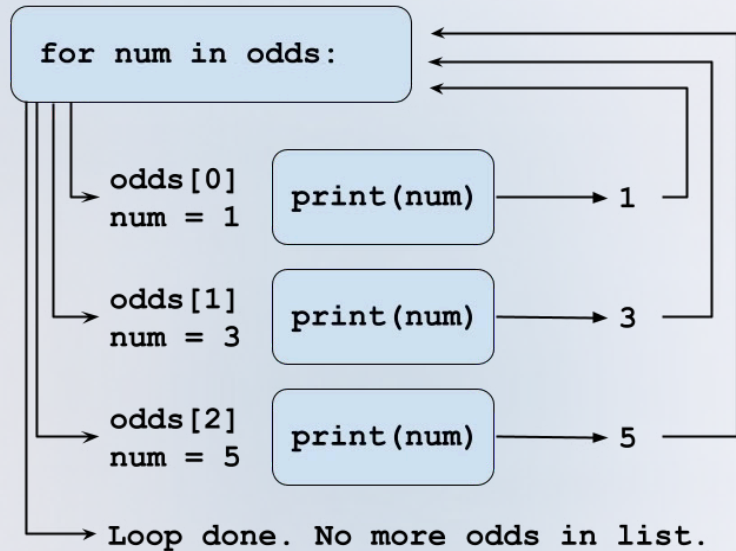 for num in odds:
odds[0]
num = 1
print(num)
1
odds[1]
num = 3
print(num)
3
odds[2]
num = 5
print(num)
5
Loop done. No more odds in list.